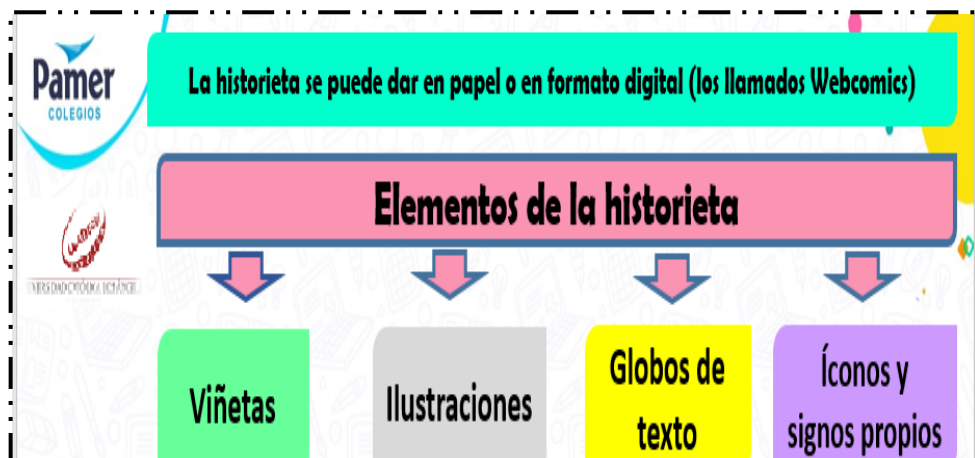 Pamer
COLEGIOS
La historieta se puede dar en papel o en formato digital (los llamados Webcomics)
Elementos de la historieta
Viñetas
Ilustraciones
Globos de
texto
Íconos y
signos propios